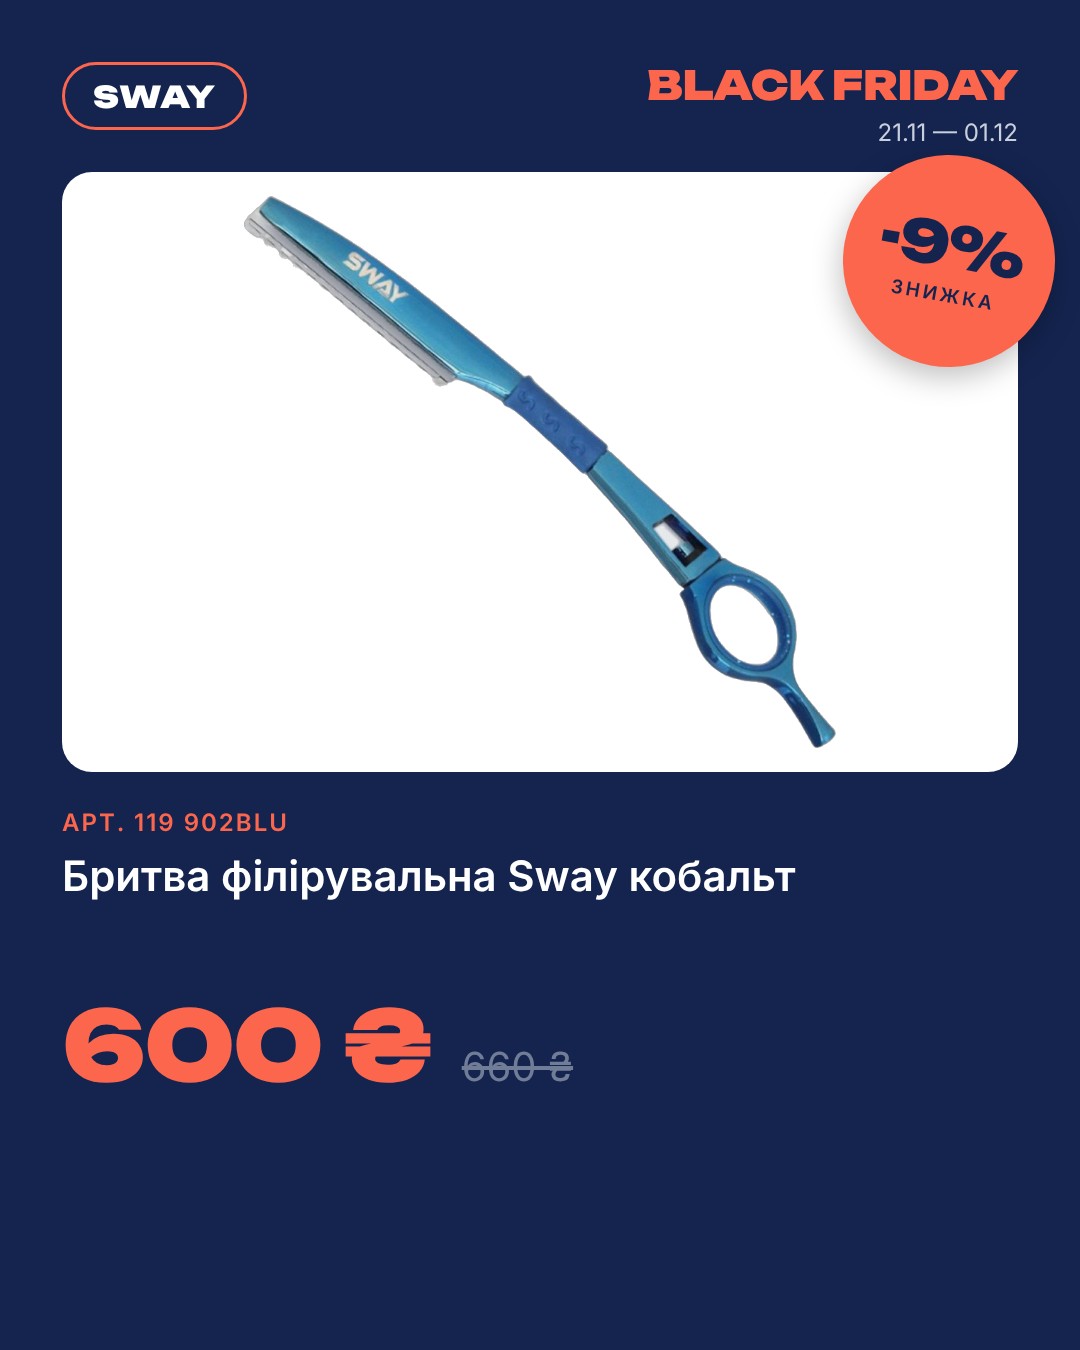 SWAY
BLACK FRIDAY
21.11 — 01.12
-9%
ЗНИЖКА
SWAY
S S S
АРТ. 119 902BLU
Бритва філірувальна Sway кобальт
600 ₴ 660 ₴